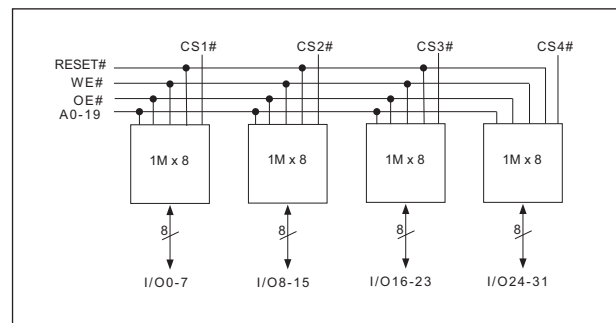 CS1# CS2# CS3# CS4#
RESET#
WE#
OE#
A0-19
1M x 8 1M x 8 1M x 8 1M x 8
8 8 8 8
I/O0-7 I/O8-15 I/O16-23 I/O24-31